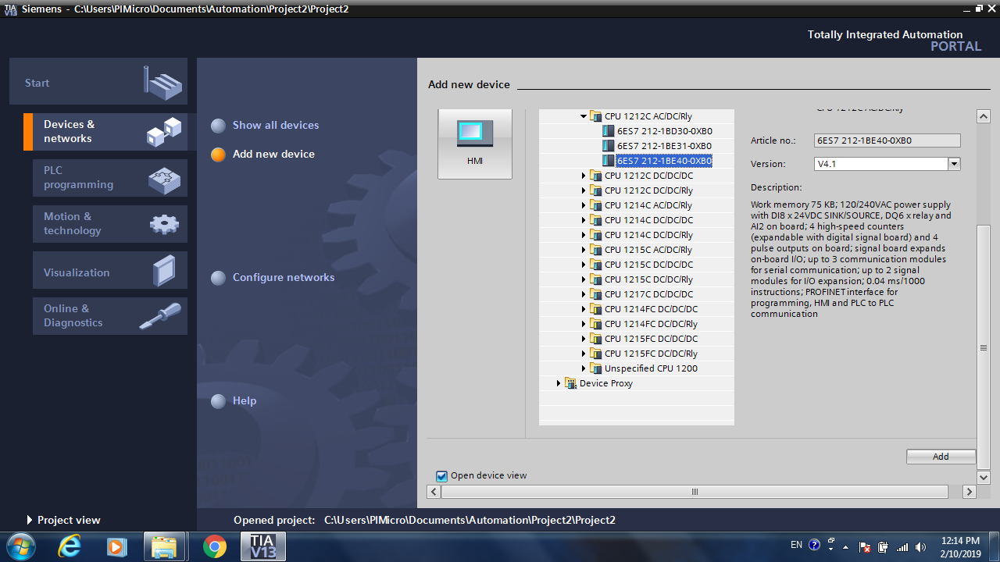 TIA
V13
Siemens - C:\Users\PIMicro\Documents\Automation\Project2\Project2
Totally Integrated Automation
PORTAL
Start
Devices &
networks
PLC
programming
Motion &
technology
Visualization
Online &
Diagnostics
Project view
Show all devices
Add new device
Configure networks
Help
Add new device
HMI
CPU 1212C AC/DC/Rly
6ES7 212-1BD30-0XB0
6ES7 212-1BE31-0XB0
6ES7 212-1BE40-0XB0
CPU 1212C DC/DC/DC
CPU 1212C DC/DC/Rly
CPU 1214C AC/DC/Rly
CPU 1214C DC/DC/DC
CPU 1214C DC/DC/Rly
CPU 1215C AC/DC/Rly
CPU 1215C DC/DC/DC
CPU 1215C DC/DC/Rly
CPU 1217C DC/DC/DC
CPU 1214FC DC/DC/DC
CPU 1214FC DC/DC/Rly
CPU 1215FC DC/DC/DC
CPU 1215FC DC/DC/Rly
Unspecified CPU 1200
Device Proxy
CPU 1212C AC/DC/Rly
Article no.: 6ES7 212-1BE40-0XB0
Version: V4.1
Description:
Work memory 75 KB; 120/240VAC power supply
with DI8 x 24VDC SINK/SOURCE, DQ6 x relay and
AI2 on board; 4 high-speed counters
(expandable with digital signal board) and 4
pulse outputs on board; signal board expands
on-board I/O; up to 3 communication modules
for serial communication; up to 2 signal
modules for I/O expansion; 0.04 ms/1000
instructions; PROFINET interface for
programming, HMI and PLC to PLC
communication
Add
Open device view
Opened project: C:\Users\PIMicro\Documents\Automation\Project2\Project2
TIA
V13
EN
12:14 PM
2/10/2019